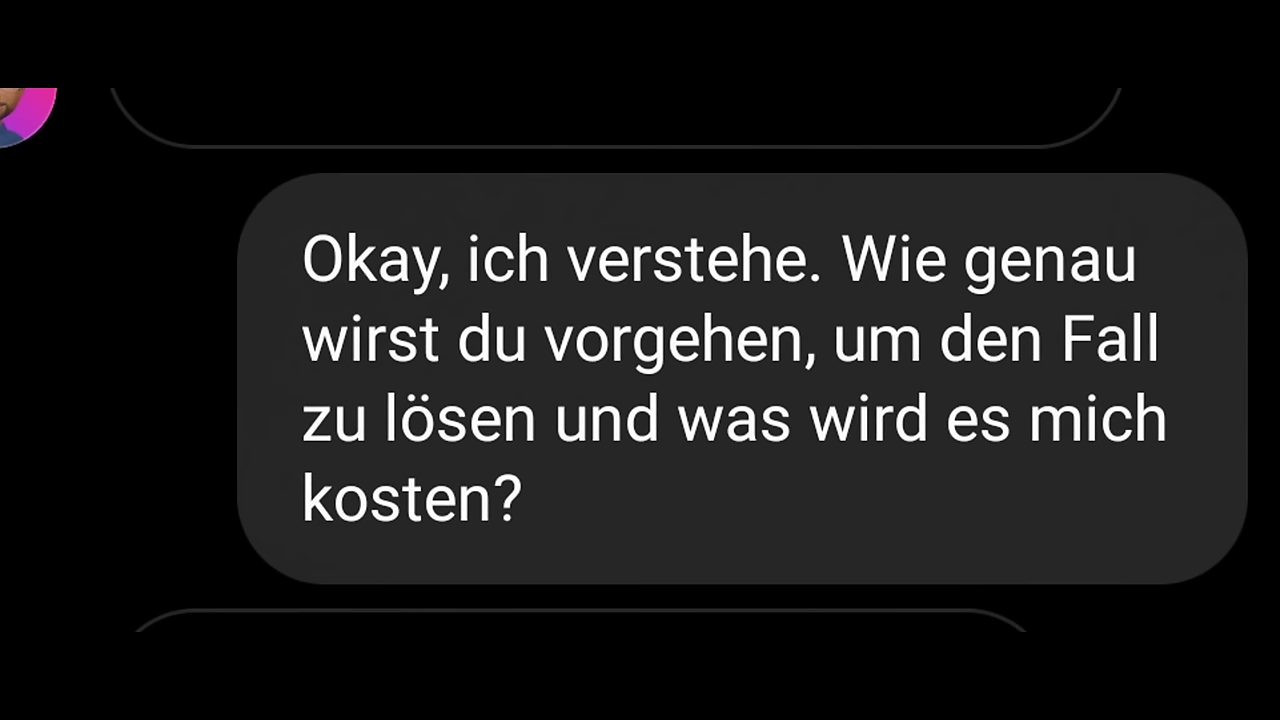 Okay, ich verstehe. Wie genau
wirst du vorgehen, um den Fall
zu lösen und was wird es mich
kosten?